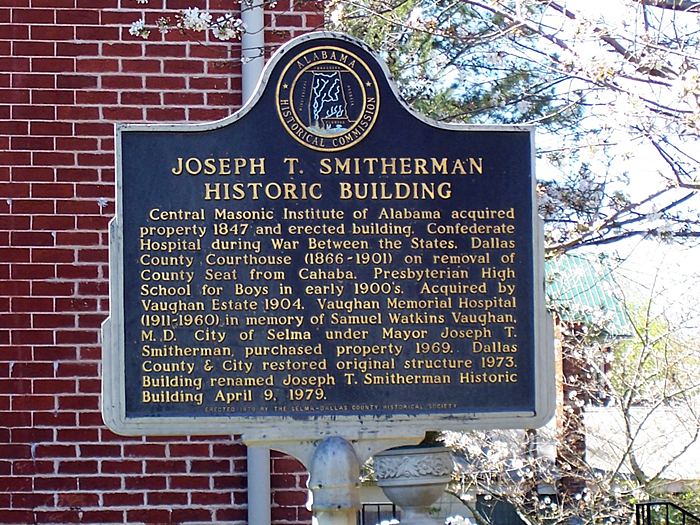 ALABAMA
HISTORICAL COMMISSION
JOSEPH T. SMITHERMAN
HISTORIC BUILDING
Central Masonic Institute of Alabama acquired
property 1847 and erected building. Confederate
Hospital during War Between the States. Dallas
County Courthouse (1866-1901) on removal of
County Seat from Cahaba. Presbyterian High
School for Boys in early 1900's. Acquired by
Vaughan Estate 1904. Vaughan Memorial Hospital
(1911-1960) in memory of Samuel Watkins Vaughan,
M. D. City of Selma under Mayor Joseph T.
Smitherman purchased property 1969. Dallas
County & City restored original structure 1973.
Building renamed Joseph T. Smitherman Historic
Building April 9, 1979.
ERECTED 1979 BY THE SELMA-DALLAS COUNTY HISTORICAL SOCIETY